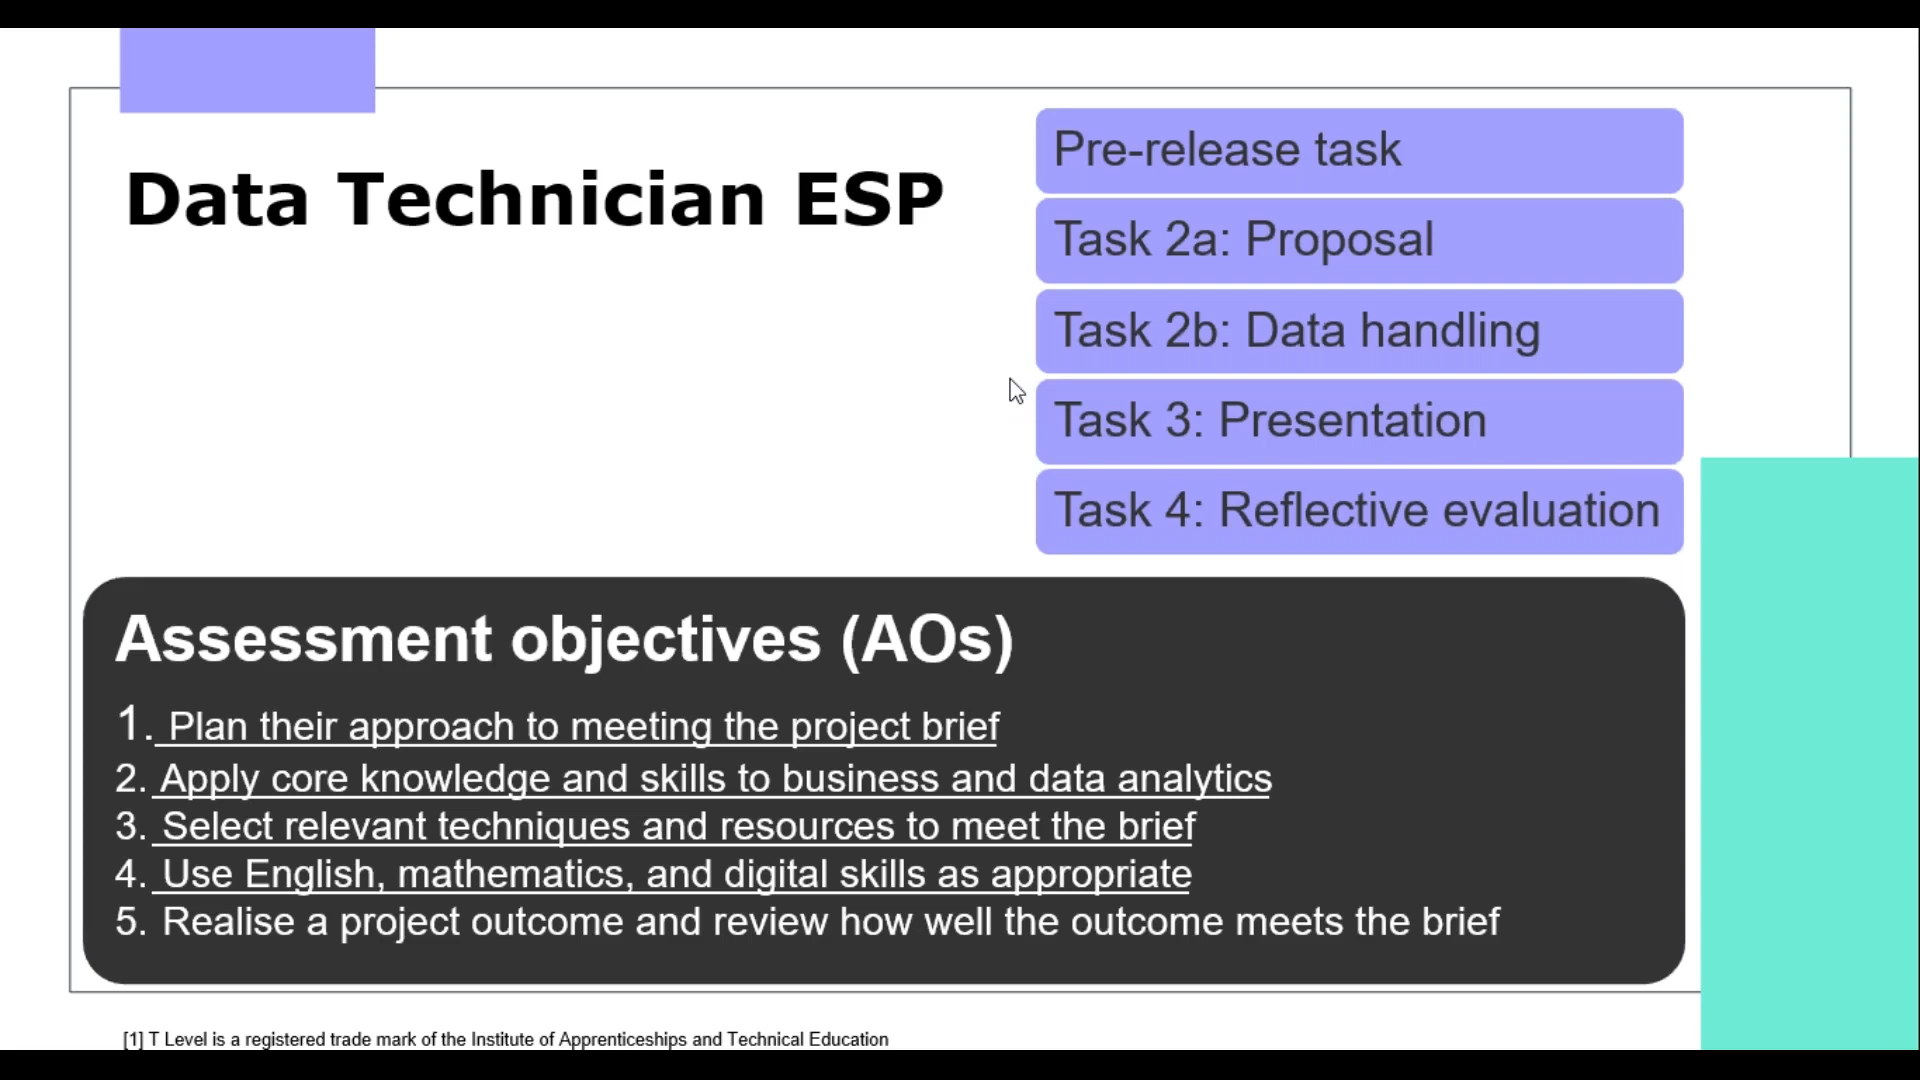 Data Technician ESP
Pre-release task
Task 2a: Proposal
Task 2b: Data handling
Task 3: Presentation
Task 4: Reflective evaluation
Assessment objectives (AOs)
1. Plan their approach to meeting the project brief
2. Apply core knowledge and skills to business and data analytics
3. Select relevant techniques and resources to meet the brief
4. Use English, mathematics, and digital skills as appropriate
5. Realise a project outcome and review how well the outcome meets the brief
[1] T Level is a registered trade mark of the Institute of Apprenticeships and Technical Education